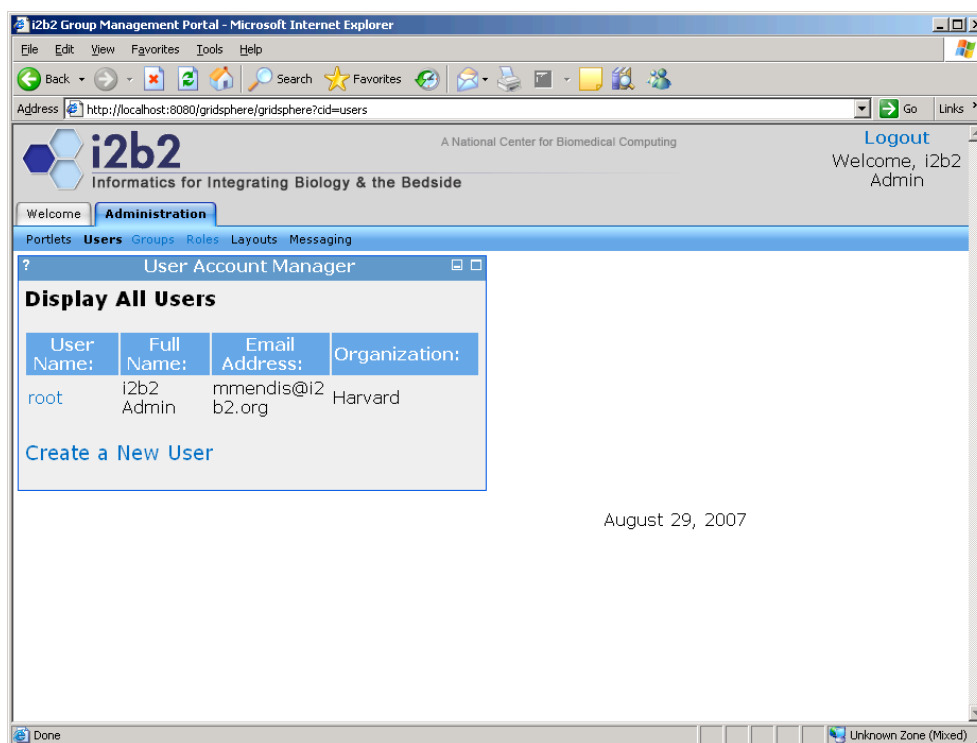 i2b2 Group Management Portal - Microsoft Internet Explorer
File Edit View Favorites Tools Help
Back Search Favorites
Address http://localhost:8080/gridsphere/gridsphere?cid=users Go Links
i2b2
A National Center for Biomedical Computing
Informatics for Integrating Biology & the Bedside
Logout
Welcome, i2b2
Admin
Welcome Administration
Portlets Users Groups Roles Layouts Messaging
? User Account Manager
Display All Users
User Name: Full Name: Email Address: Organization:
root i2b2 Admin mmendis@i2b2.org Harvard
Create a New User
August 29, 2007
Done Unknown Zone (Mixed)